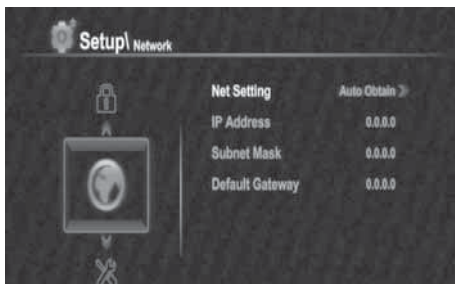 Setup\ Network
Net Setting Auto Obtain
IP Address 0.0.0.0
Subnet Mask 0.0.0.0
Default Gateway 0.0.0.0